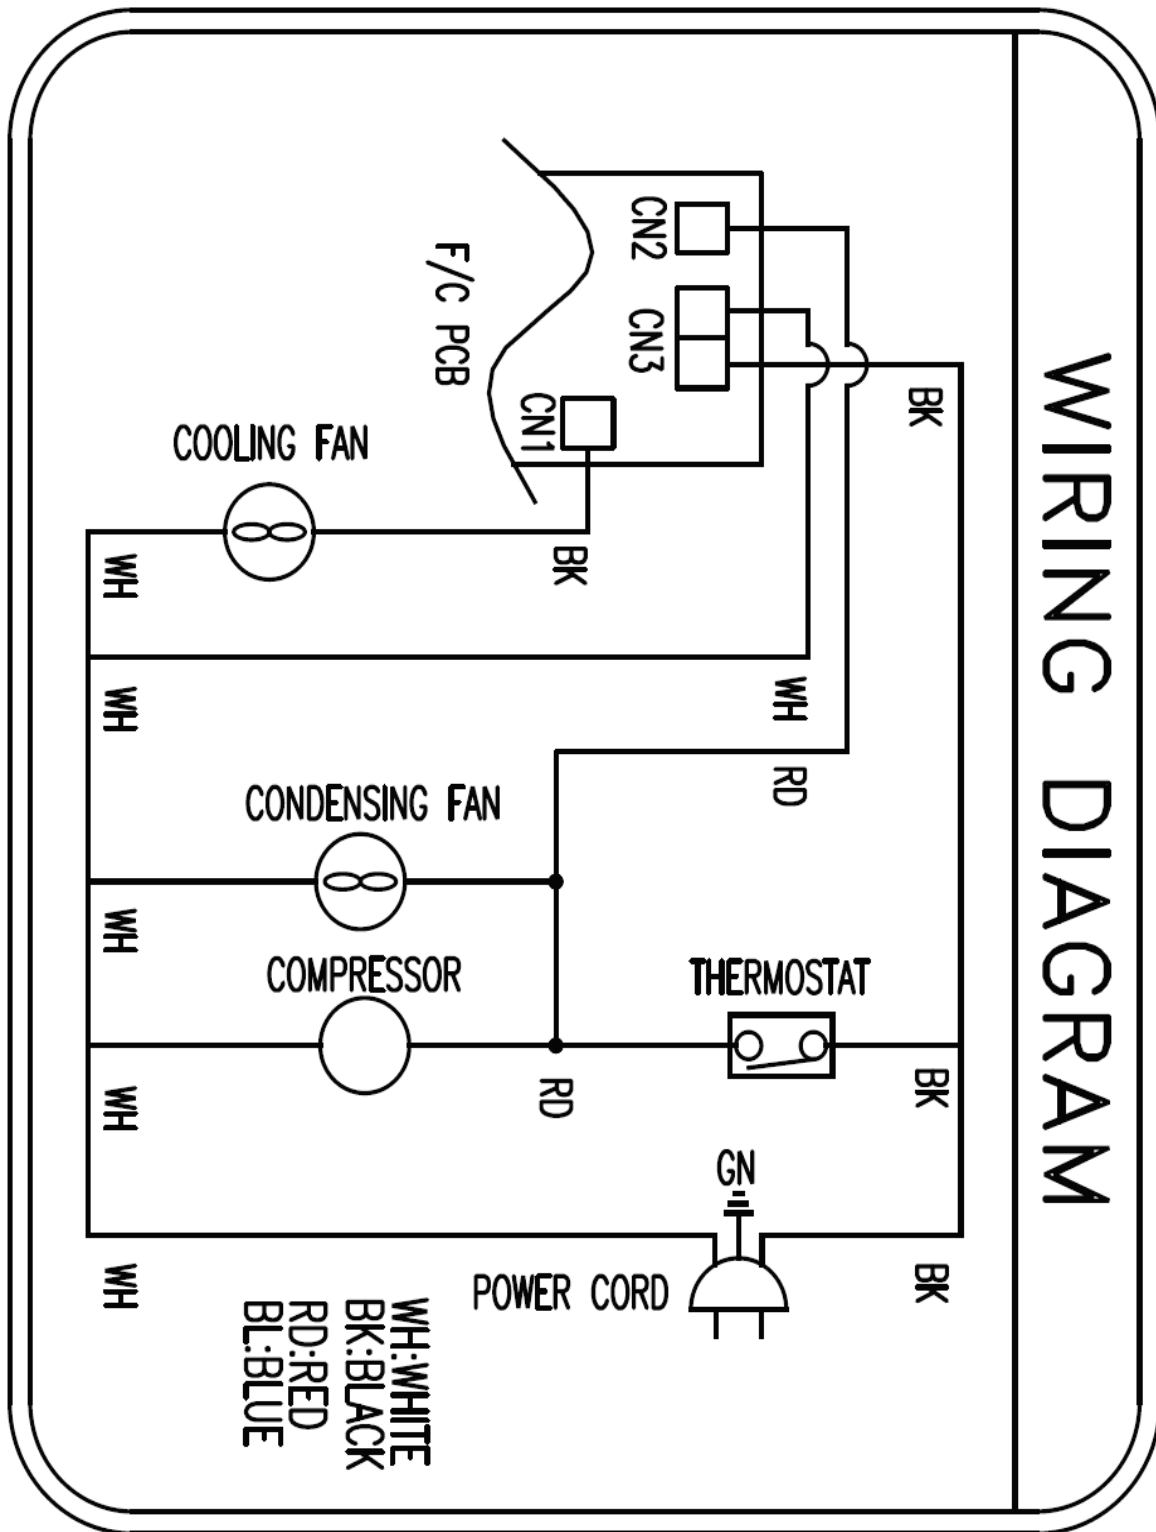 WIRING DIAGRAM
CN2
CN3
F/C PCB
CN1
BK
COOLING FAN
BK
WH
WH
WH
RD
CONDENSING FAN
WH
COMPRESSOR
THERMOSTAT
RD
BK
WH
GN
POWER CORD
BK
WH
WH:WHITE
BK:BLACK
RD:RED
BL:BLUE